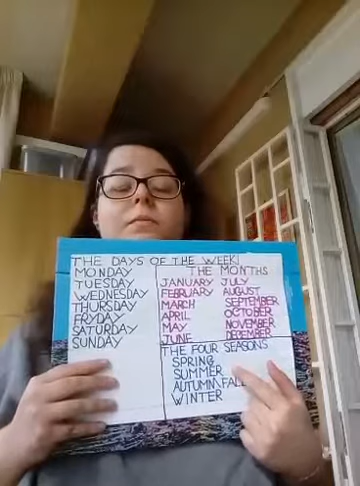 THE DAYS OF THE WEEK!
MONDAY
TUESDAY
WEDNESDAY
THURSDAY
FRYDAY
SATURDAY
SUNDAY
THE MONTHS
JANUARY JULY
FEBRUARY AUGUST
MARCH SEPTEMBER
APRIL OCTOBER
MAY NOVEMBER
JUNE DECEMBER
THE FOUR SEASONS
SPRING
SUMMER
AUTUMN FALL
WINTER